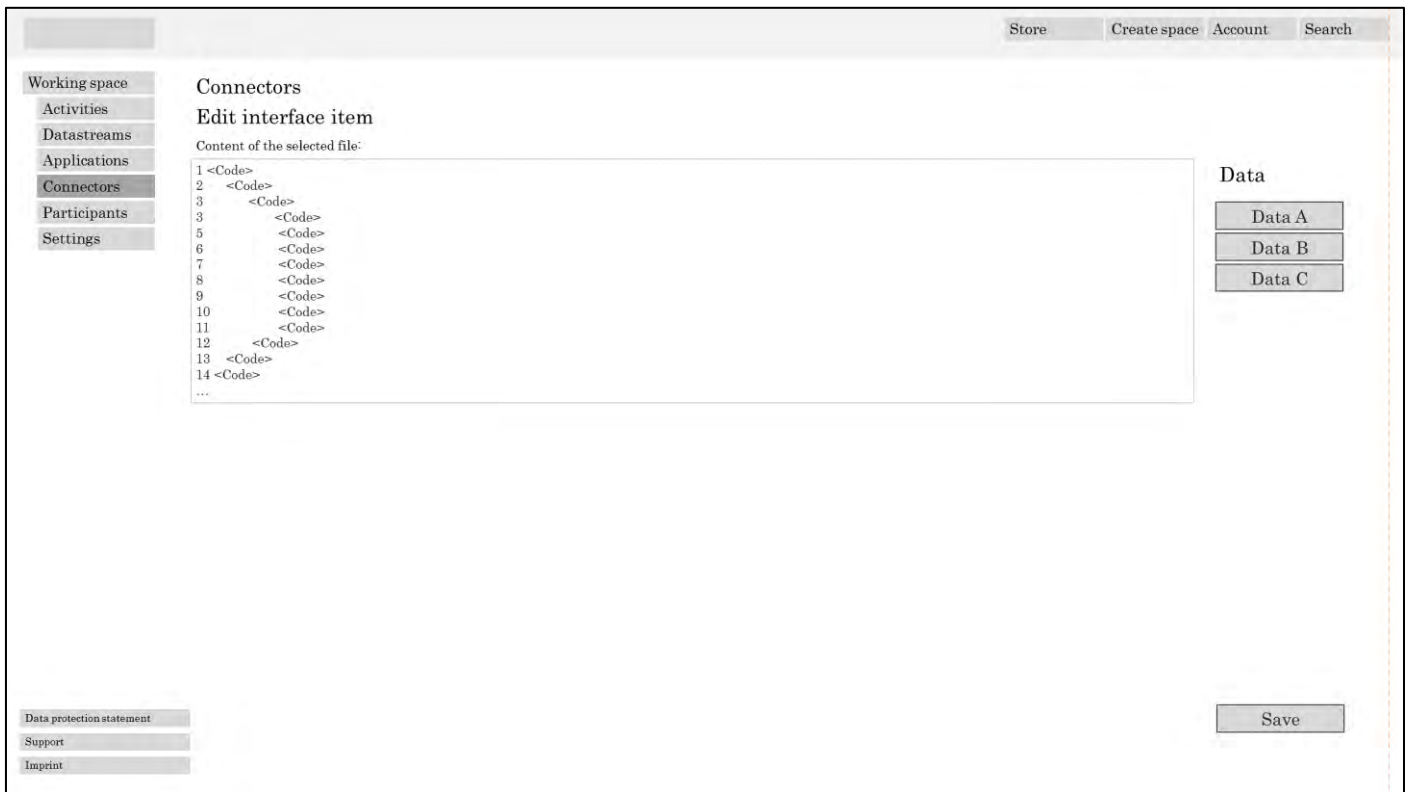 Store Create space Account Search
Working space
Activities
Datastreams
Applications
Connectors
Participants
Settings
Connectors
Edit interface item
Content of the selected file:
1 <Code>
2 <Code>
3 <Code>
3 <Code>
5 <Code>
6 <Code>
7 <Code>
8 <Code>
9 <Code>
10 <Code>
11 <Code>
12 <Code>
13 <Code>
14 <Code>
...
Data
Data A
Data B
Data C
Save
Data protection statement
Support
Imprint